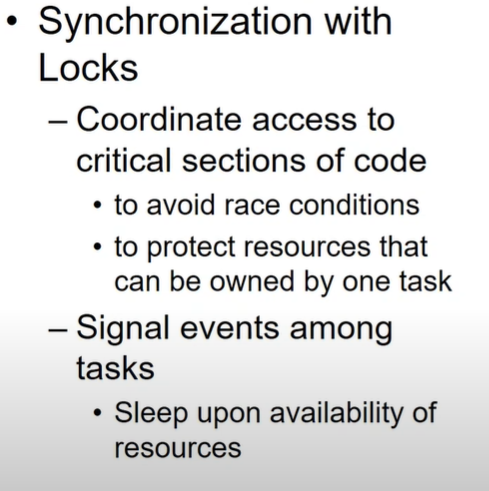 • Synchronization with
Locks
– Coordinate access to
critical sections of code
• to avoid race conditions
• to protect resources that
can be owned by one task
– Signal events among
tasks
• Sleep upon availability of
resources